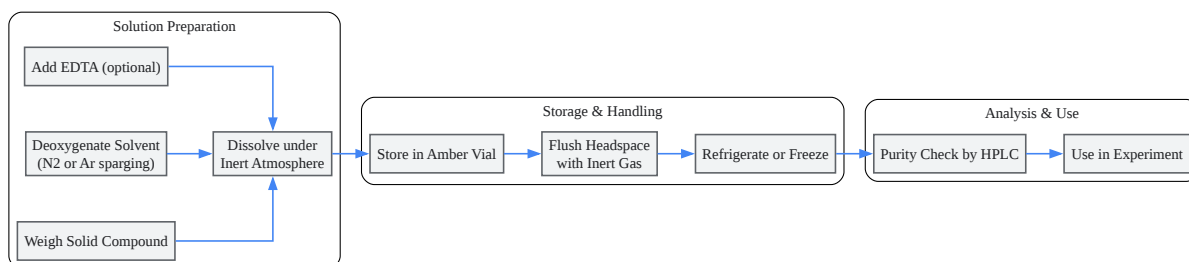 Solution Preparation
Add EDTA (optional)
Deoxygenate Solvent
(N2 or Ar sparging)
Weigh Solid Compound
Dissolve under
Inert Atmosphere
Storage & Handling
Store in Amber Vial
Flush Headspace
with Inert Gas
Refrigerate or Freeze
Analysis & Use
Purity Check by HPLC
Use in Experiment